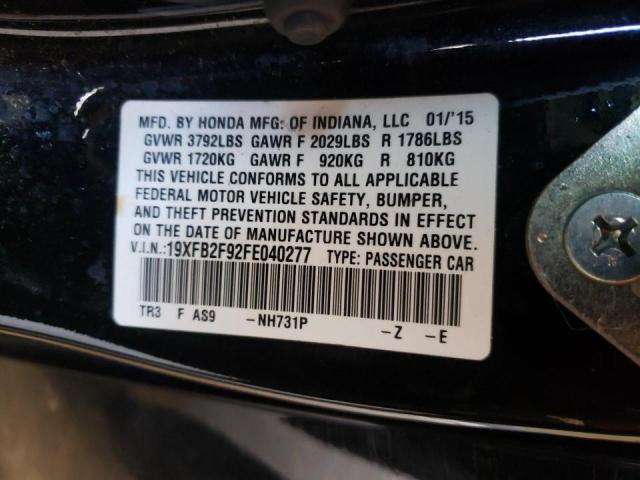 MFD. BY HONDA MFG: OF INDIANA, LLC 01/'15
GVWR 3792LBS GAWR F 2029LBS R 1786LBS
GVWR 1720KG GAWR F 920KG R 810KG
THIS VEHICLE CONFORMS TO ALL APPLICABLE
FEDERAL MOTOR VEHICLE SAFETY, BUMPER,
AND THEFT PREVENTION STANDARDS IN EFFECT
ON THE DATE OF MANUFACTURE SHOWN ABOVE.
V.I.N.:19XFB2F92FE040277 TYPE: PASSENGER CAR
TR3 F AS9 -NH731P -Z -E